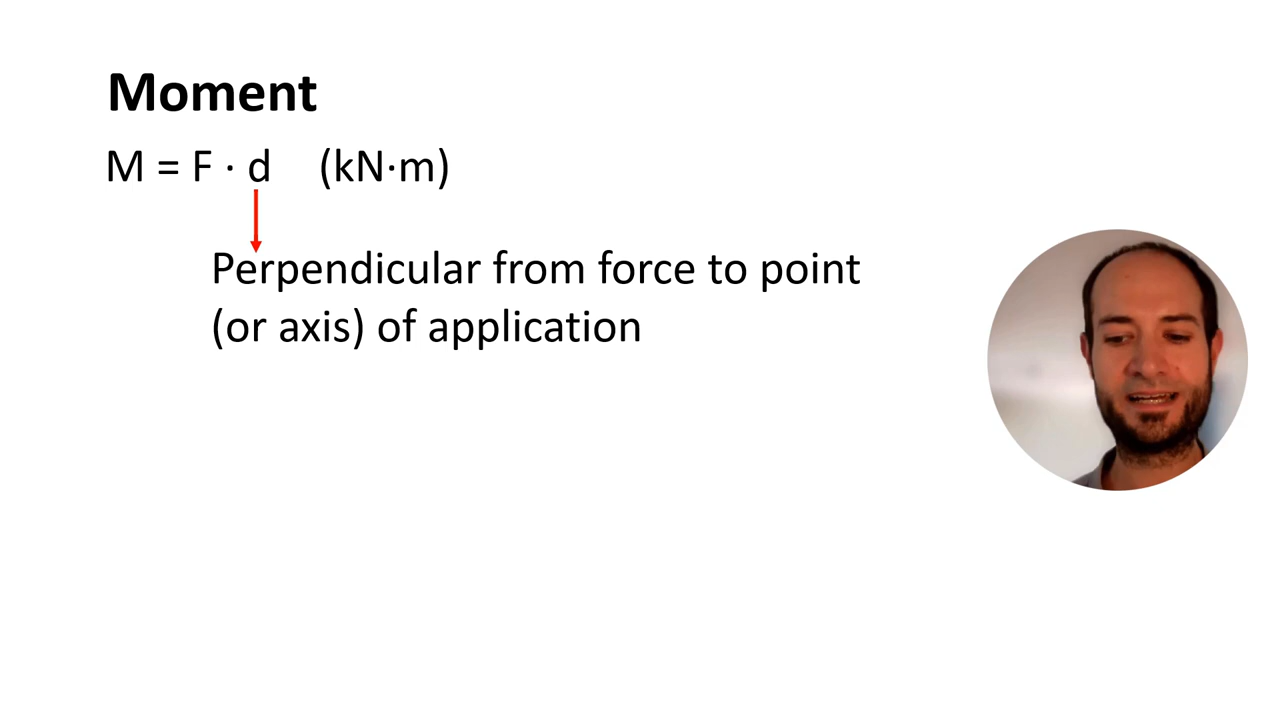 Moment
M = F · d (kN·m)
Perpendicular from force to point
(or axis) of application